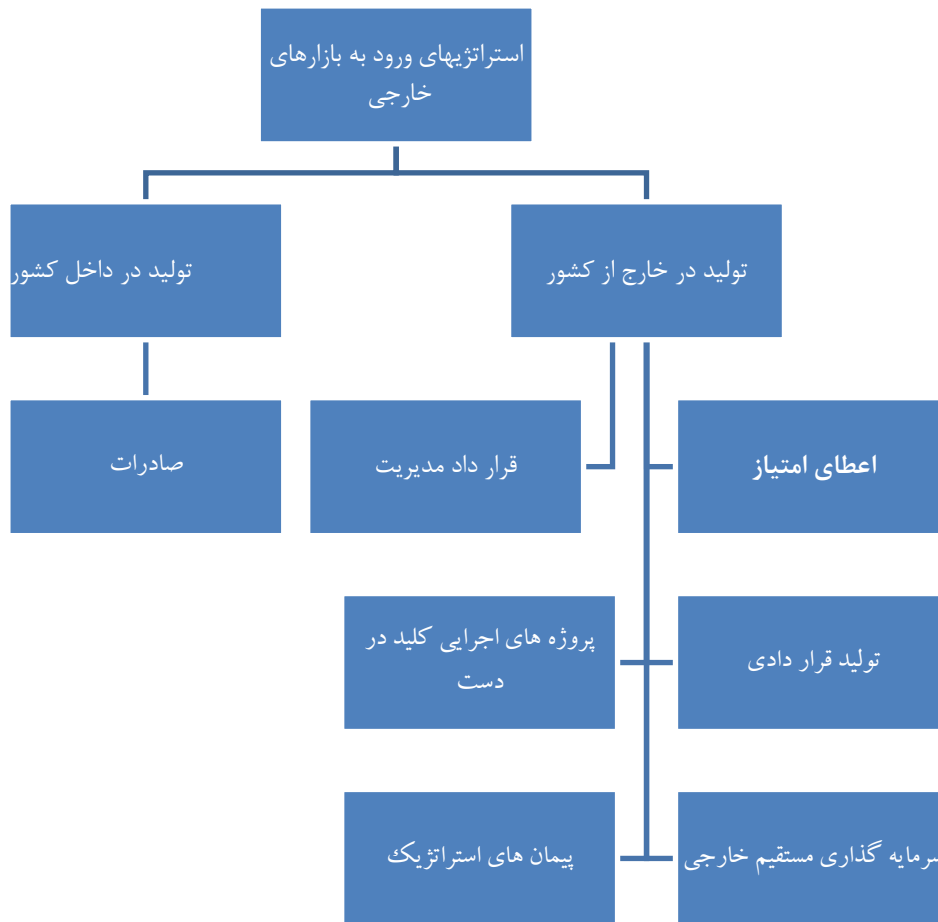 استراتژیهای ورود به بازارهای
خارجی
تولید در خارج از کشور
تولید در داخل کشور
اعطای امتیاز
قرار داد مدیریت
صادرات
تولید قرار دادی
پروژه های اجرایی کلید در
دست
سرمایه گذاری مستقیم خارجی
پیمان های استراتژیک